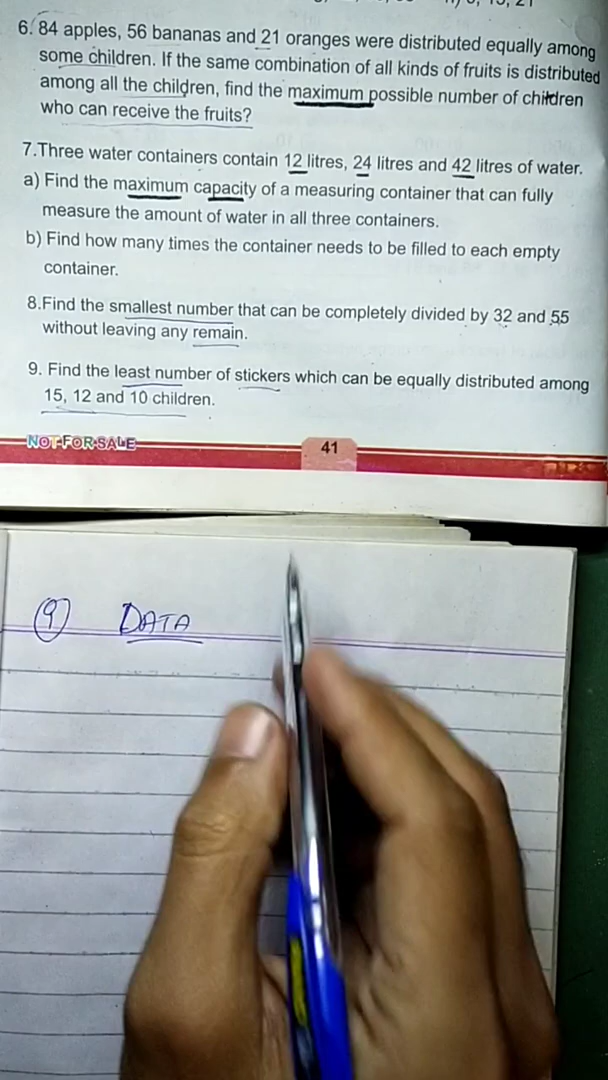 6. 84 apples, 56 bananas and 21 oranges were distributed equally among
some children. If the same combination of all kinds of fruits is distributed
among all the children, find the maximum possible number of children
who can receive the fruits?
7.Three water containers contain 12 litres, 24 litres and 42 litres of water.
a) Find the maximum capacity of a measuring container that can fully
measure the amount of water in all three containers.
b) Find how many times the container needs to be filled to each empty
container.
8.Find the smallest number that can be completely divided by 32 and 55
without leaving any remain.
9. Find the least number of stickers which can be equally distributed among
15, 12 and 10 children.
NOT FOR SALE
41
9 DATA